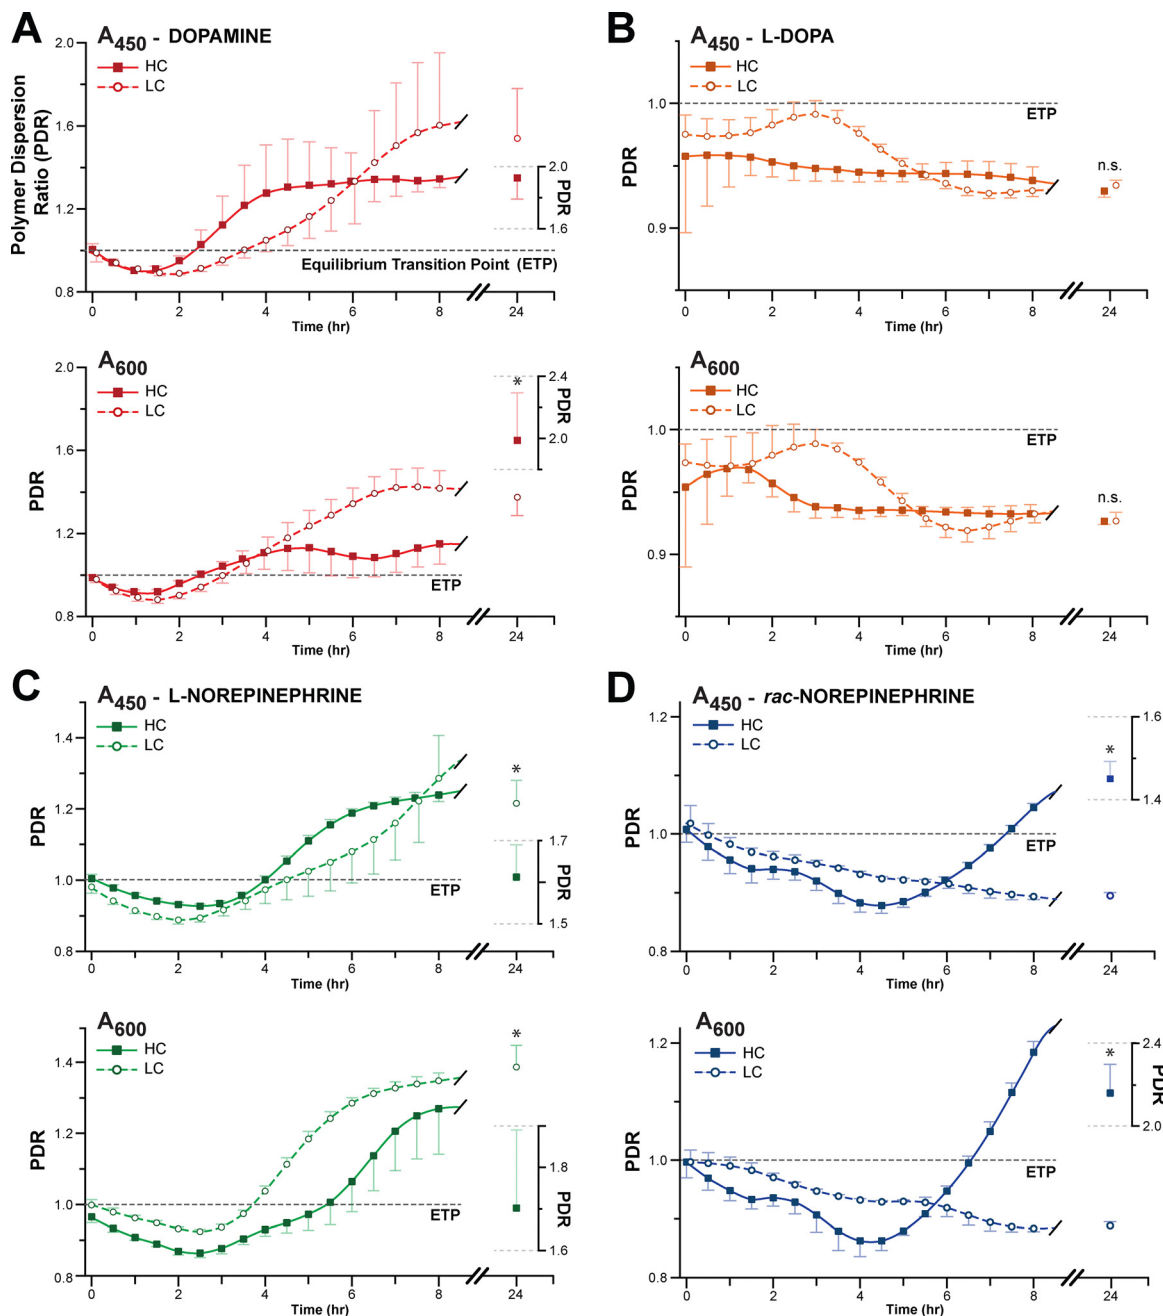 A
A450 - DOPAMINE
HC
LC
2.0
1.6
1.2
1.0
0.8
Polymer Dispersion
Ratio (PDR)
Equilibrium Transition Point (ETP)
2.0
1.6
PDR
0 2 4 6 8 24
Time (hr)
A600
HC
LC
2.0
1.6
1.2
1.0
0.8
PDR
ETP
*
2.4
2.0
PDR
0 2 4 6 8 24
Time (hr)
B
A450 - L-DOPA
HC
LC
1.0
0.9
PDR
ETP
n.s.
0 2 4 6 8 24
Time (hr)
A600
HC
LC
1.0
0.9
PDR
ETP
n.s.
0 2 4 6 8 24
Time (hr)
C
A450 - L-NOREPINEPHRINE
HC
LC
1.4
1.2
1.0
0.8
PDR
ETP
*
1.7
1.5
PDR
0 2 4 6 8 24
Time (hr)
A600
HC
LC
1.4
1.2
1.0
0.8
PDR
ETP
*
1.8
1.6
PDR
0 2 4 6 8 24
Time (hr)
D
A450 - rac-NOREPINEPHRINE
HC
LC
1.2
1.0
0.8
PDR
ETP
*
1.6
1.4
0 2 4 6 8 24
Time (hr)
A600
HC
LC
1.2
1.0
0.8
PDR
ETP
*
2.4
2.0
PDR
0 2 4 6 8 24
Time (hr)